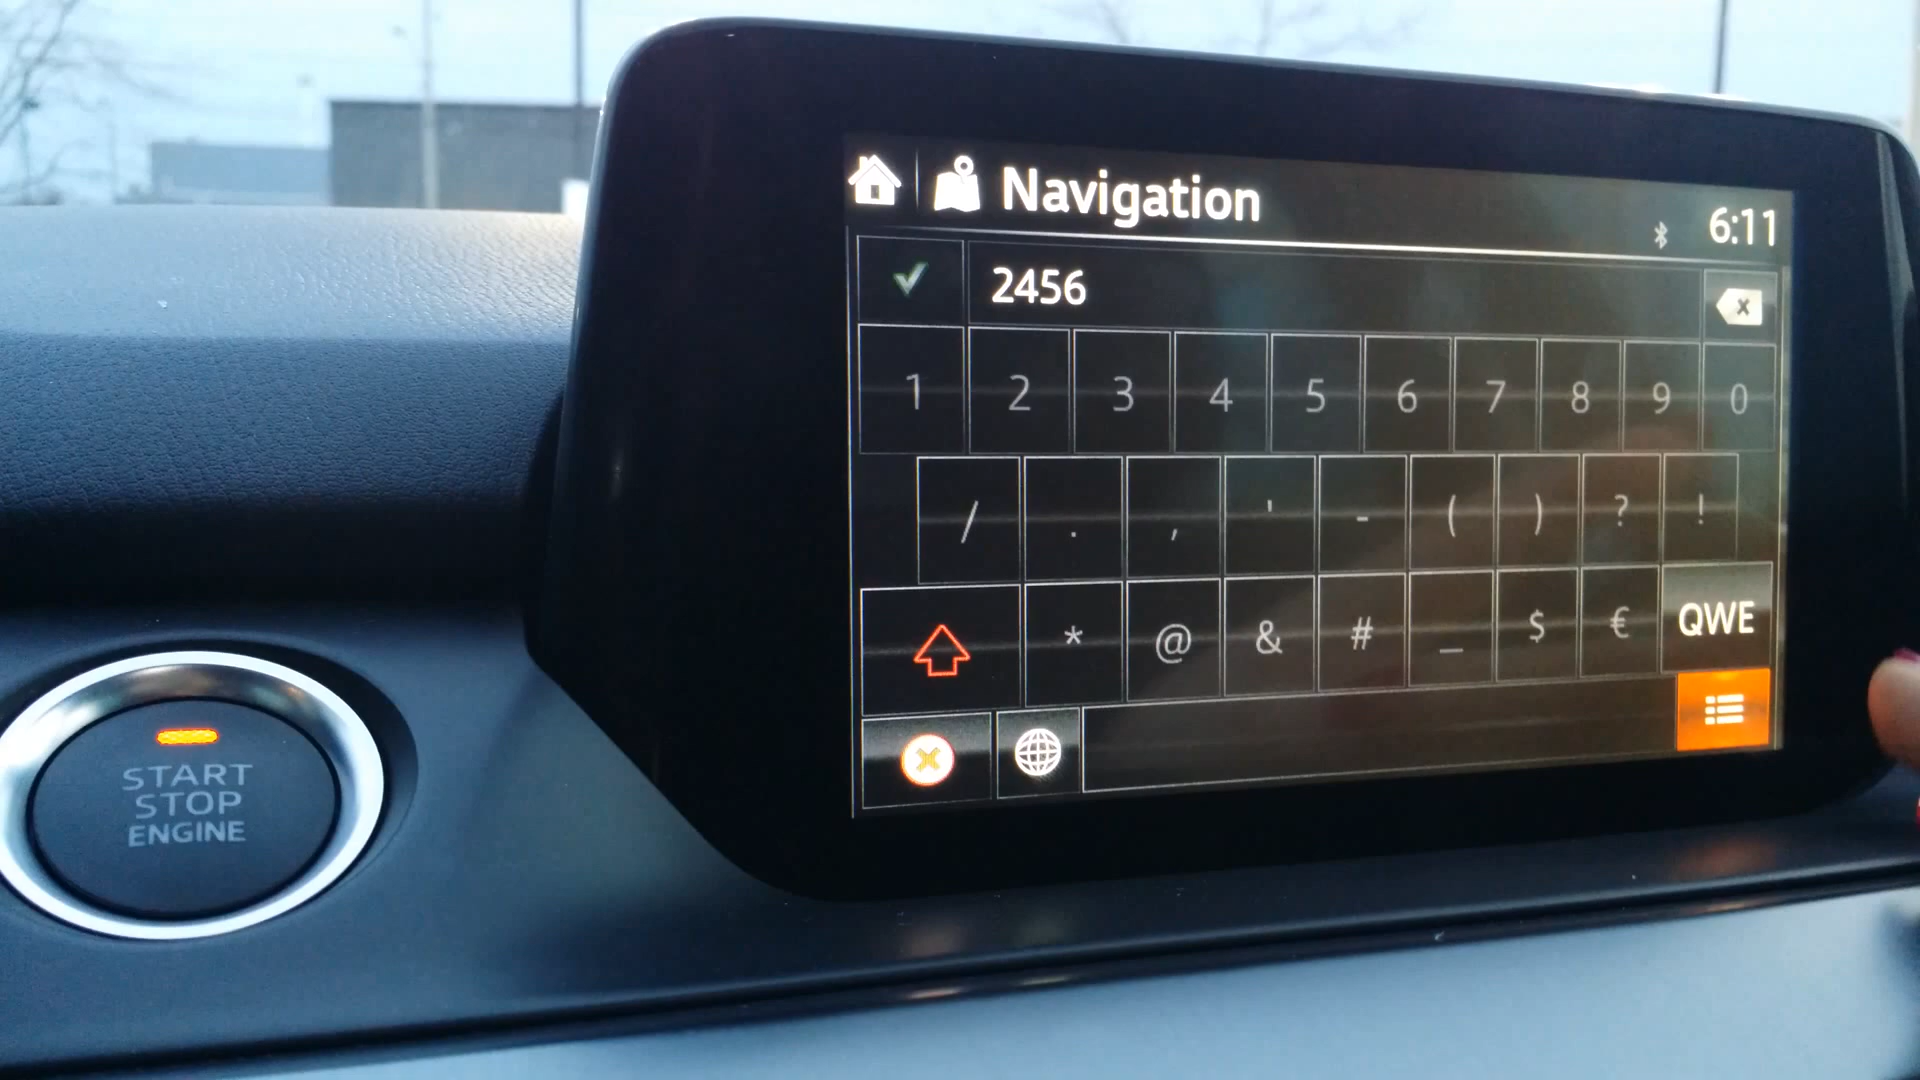 Navigation
6:11
2456
1 2 3 4 5 6 7 8 9 0
/ . , ' - ( ) ? !
* @ & # _ $ € QWE
START
STOP
ENGINE